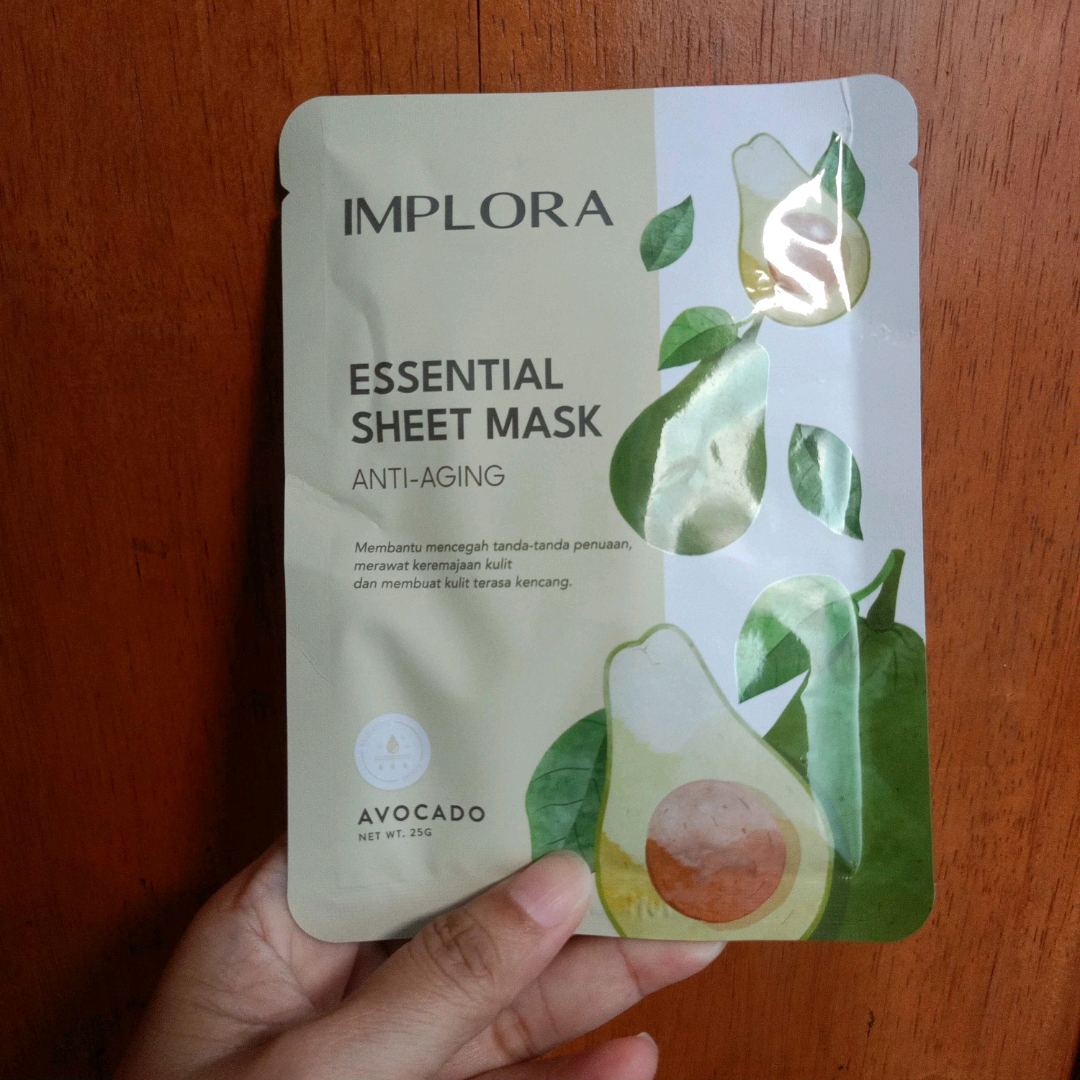 IMPLORA
ESSENTIAL
SHEET MASK
ANTI-AGING
Membantu mencegah tanda-tanda penuaan,
merawat keremajaan kulit
dan membuat kulit terasa kencang.
AVOCADO
NET WT. 25G